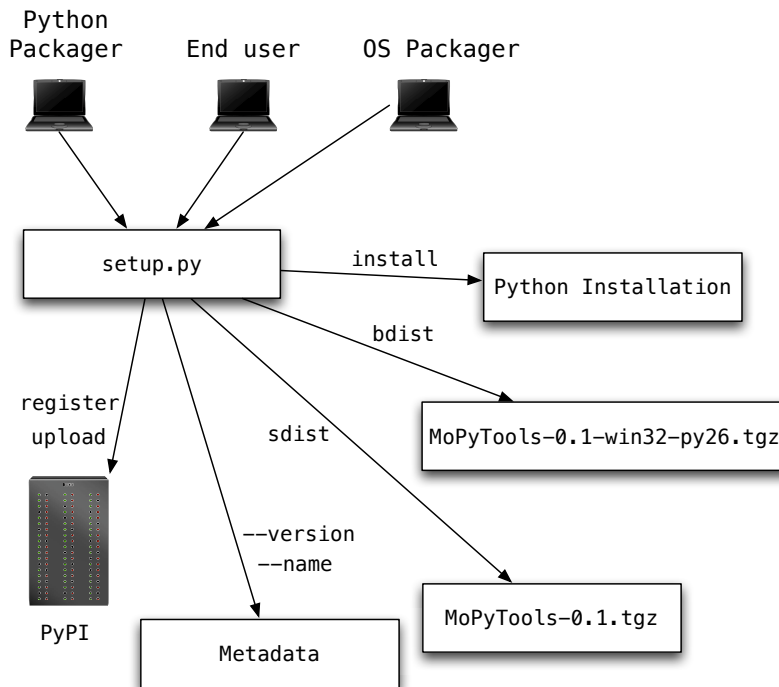 Python
Packager
End user
OS Packager
setup.py
install
Python Installation
bdist
register
upload
MoPyTools-0.1-win32-py26.tgz
sdist
--version
--name
PyPI
MoPyTools-0.1.tgz
Metadata